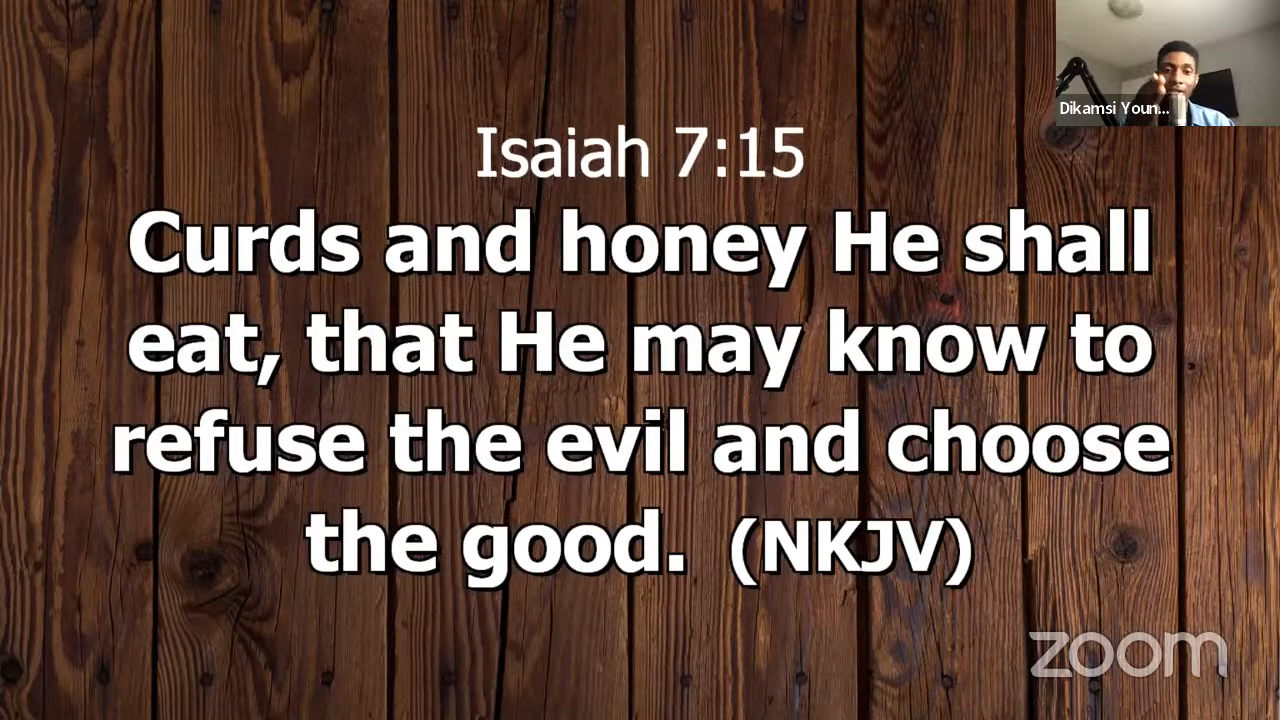 Dikamsi Youn...
Isaiah 7:15
Curds and honey He shall
eat, that He may know to
refuse the evil and choose
the good. (NKJV)
zoom